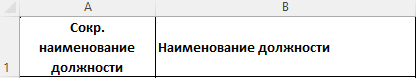 A B
1
Сокр.
наименование
должности
Наименование должности